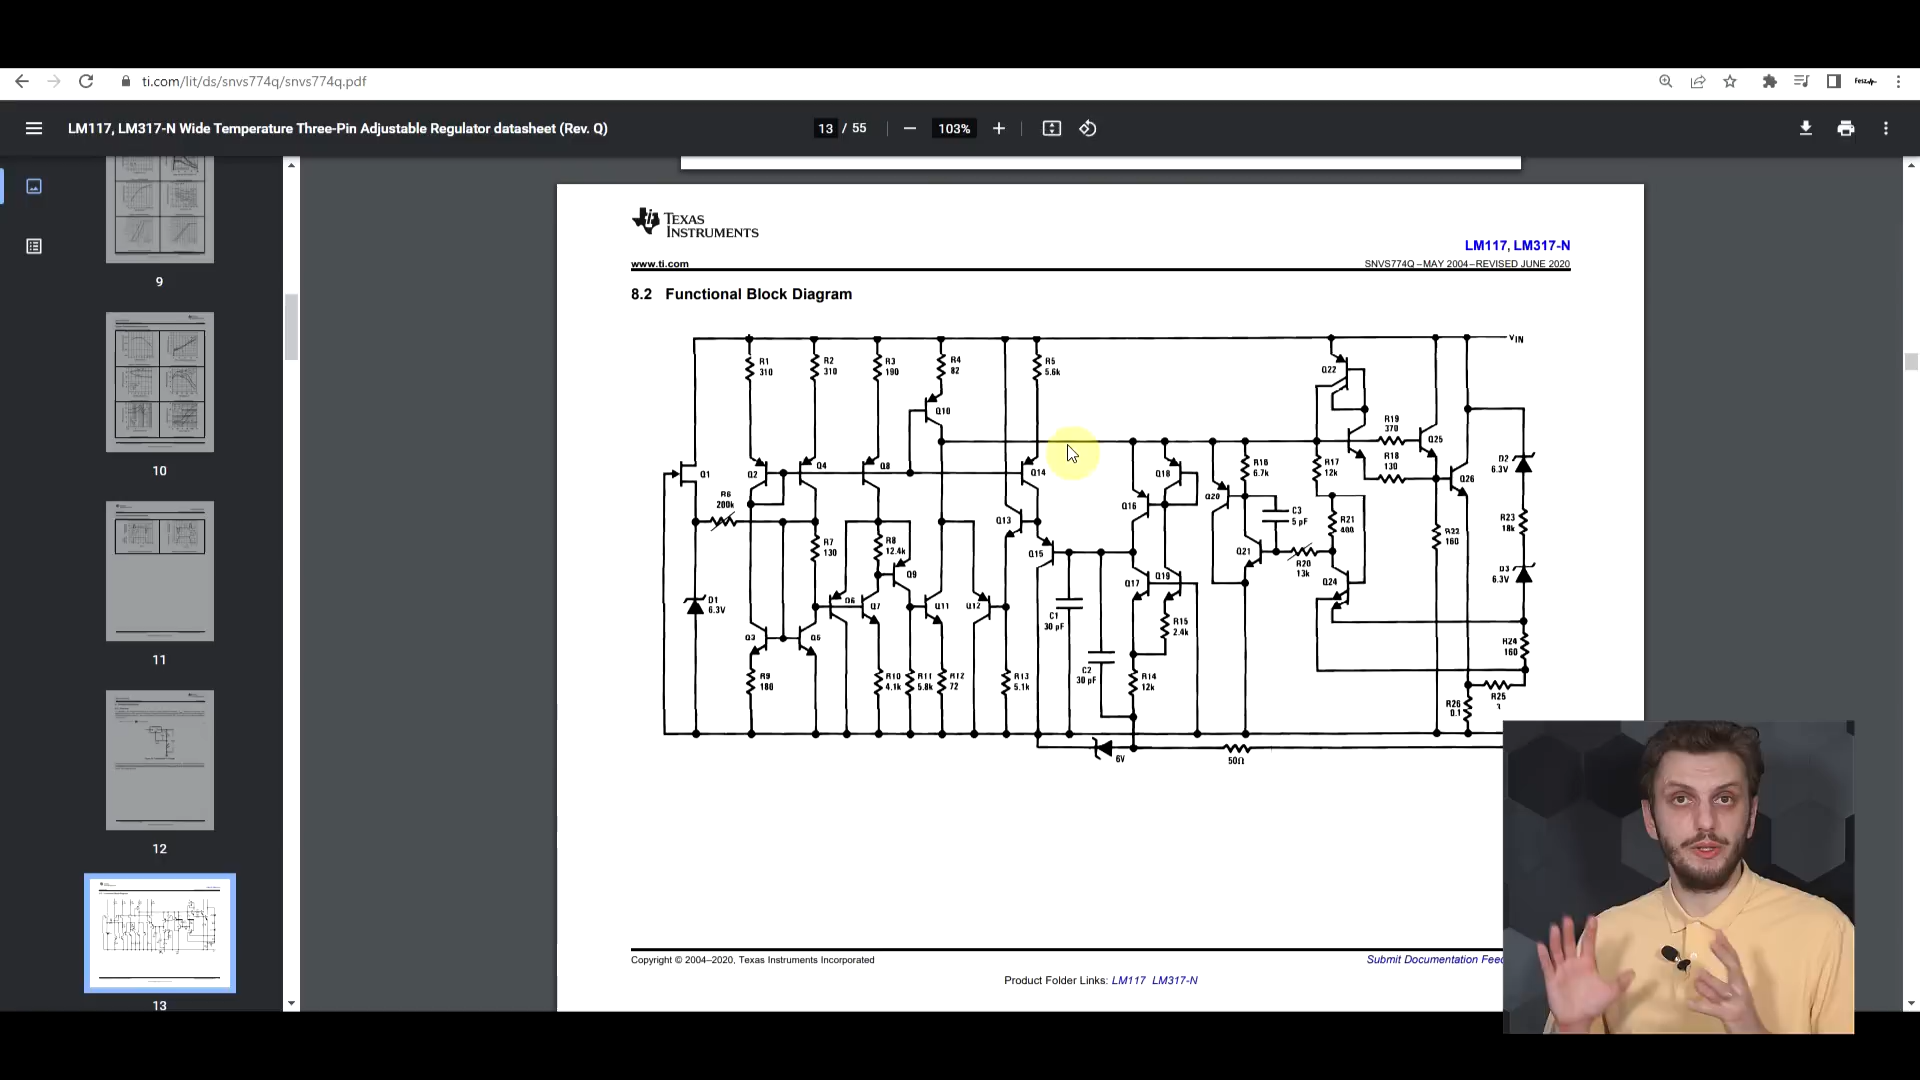 ti.com/lit/ds/snvs774q/snvs774q.pdf
LM117, LM317-N Wide Temperature Three-Pin Adjustable Regulator datasheet (Rev. Q)
13 / 55
103%
TEXAS
INSTRUMENTS
www.ti.com
LM117, LM317-N
SNVS774Q –MAY 2004–REVISED JUNE 2020
8.2 Functional Block Diagram
VIN
R1
310
R2
310
R3
190
R4
82
R5
5.6k
Q22
Q10
R19
370
Q25
R18
130
Q1
Q2
Q4
Q8
Q14
Q18
R16
6.7k
R17
12k
D2
6.3V
Q26
R6
200k
Q16
Q20
C3
5 pF
Q13
R21
400
R23
18k
R22
160
R7
130
R8
12.4k
Q15
Q21
R20
13k
Q9
Q17
Q19
Q24
D3
6.3V
D1
6.3V
Q6
Q7
Q11
Q12
C1
30 pF
R15
2.4k
Q3
Q5
R24
160
R9
180
R10
4.1k
R11
5.8k
R12
72
R13
5.1k
C2
30 pF
R14
12k
R25
R26
0.1
6V
50Ω
Copyright © 2004–2020, Texas Instruments Incorporated
Submit Documentation Feed
Product Folder Links: LM117 LM317-N
9
10
11
12
13